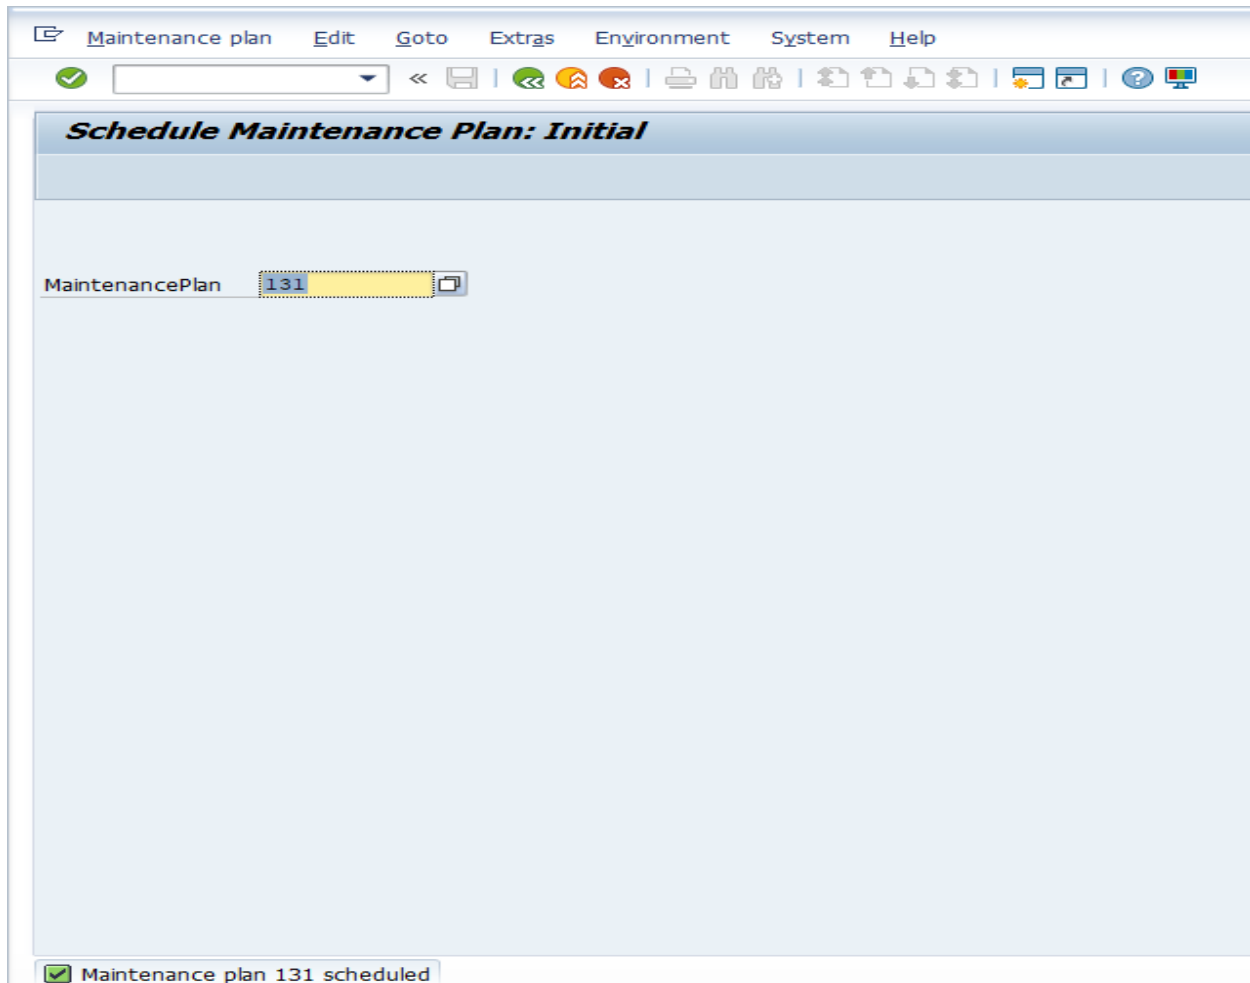 Maintenance plan Edit Goto Extras Environment System Help
Schedule Maintenance Plan: Initial
MaintenancePlan 131
Maintenance plan 131 scheduled